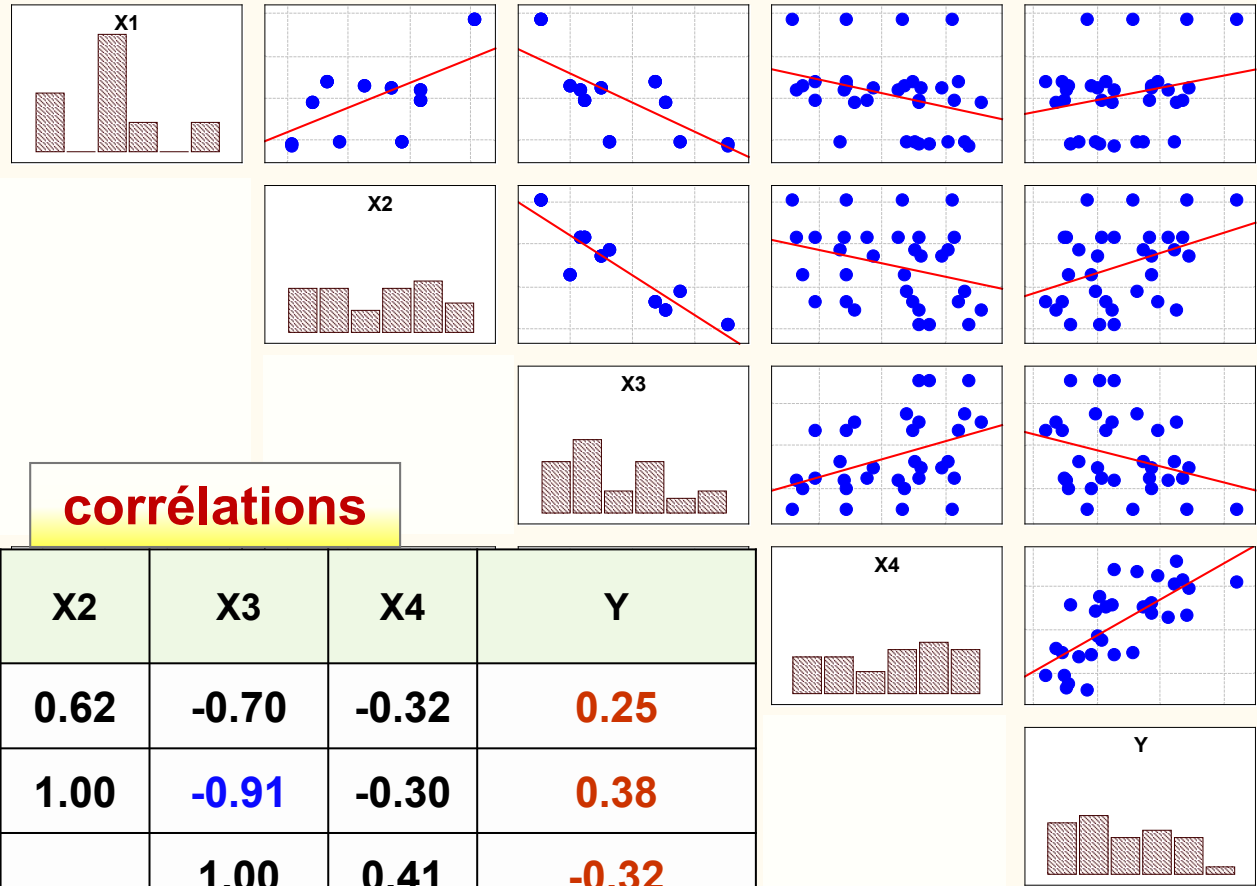 X1
X2
X3
corrélations
X4
Y
X2 X3 X4 Y
0.62 -0.70 -0.32 0.25
1.00 -0.91 -0.30 0.38
1.00 0.41 -0.32